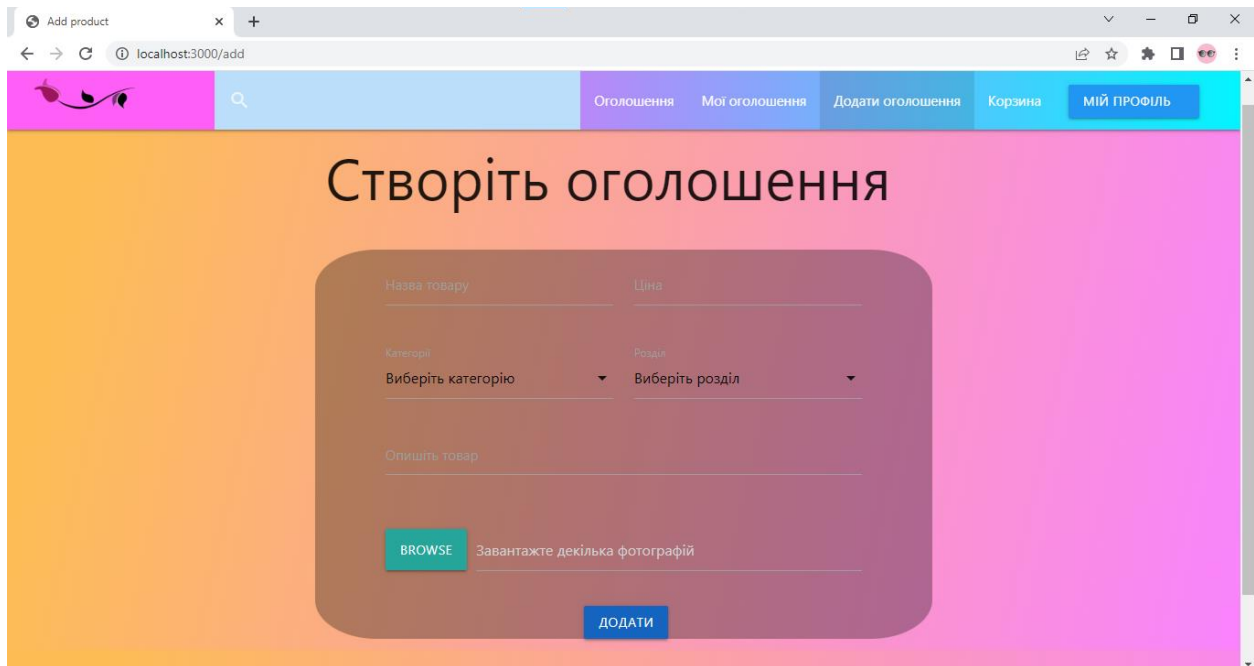 Add product
localhost:3000/add
Оголошення Мої оголошення Додати оголошення Корзина МІЙ ПРОФІЛЬ
Створіть оголошення
Назва товару Ціна
Категорії Розділ
Виберіть категорію Виберіть розділ
Опишіть товар
BROWSE Завантажте декілька фотографій
ДОДАТИ